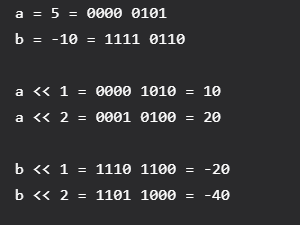 a = 5 = 0000 0101
b = -10 = 1111 0110
a << 1 = 0000 1010 = 10
a << 2 = 0001 0100 = 20
b << 1 = 1110 1100 = -20
b << 2 = 1101 1000 = -40